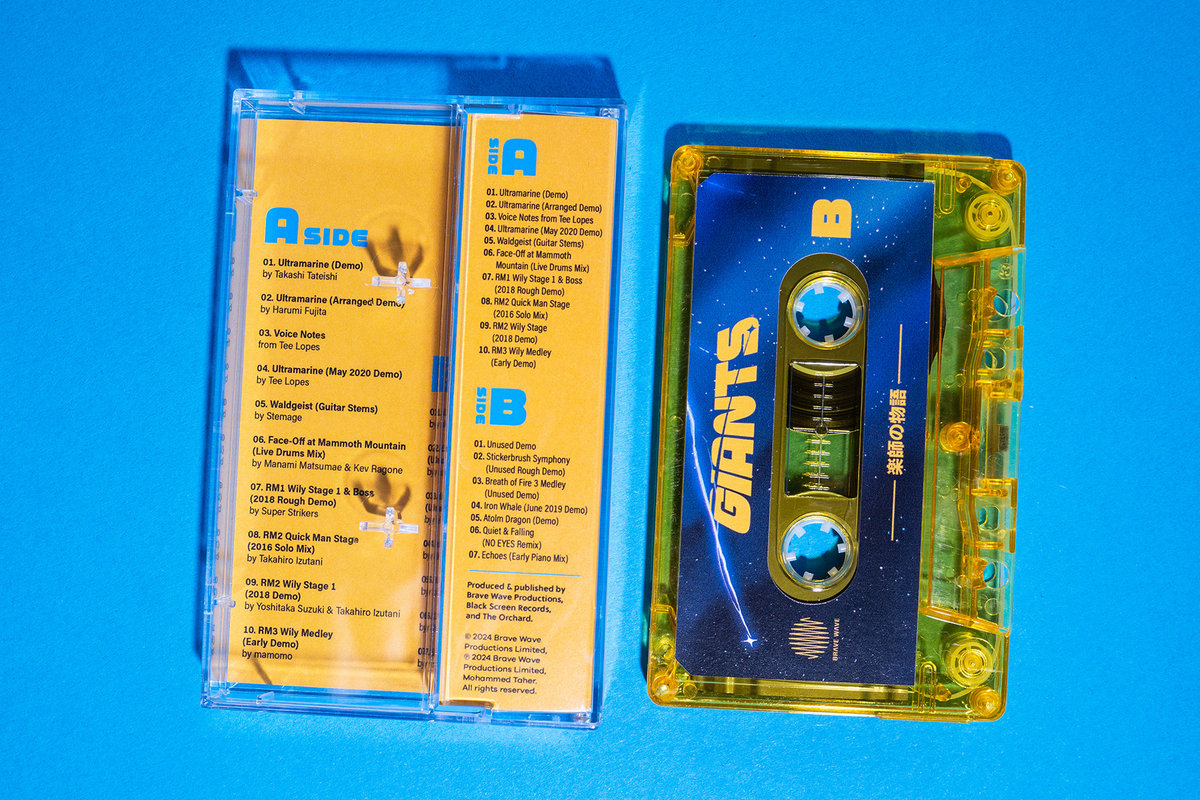 A SIDE
01. Ultramarine (Demo)
by Takashi Tateishi
02. Ultramarine (Arranged Demo)
by Harumi Fujita
03. Voice Notes
from Tee Lopes
04. Ultramarine (May 2020 Demo)
by Tee Lopes
05. Waldgeist (Guitar Stems)
by Stemage
06. Face-Off at Mammoth Mountain
(Live Drums Mix)
by Manami Matsumae & Kev Ragone
07. RM1 Wily Stage 1 & Boss
(2018 Rough Demo)
by Super Strikers
08. RM2 Quick Man Stage
(2016 Solo Mix)
by Takahiro Izutani
09. RM2 Wily Stage 1
(2018 Demo)
by Yoshitaka Suzuki & Takahiro Izutani
10. RM3 Wily Medley
(Early Demo)
by mamomo
SIDE A
01. Ultramarine (Demo)
02. Ultramarine (Arranged Demo)
03. Voice Notes from Tee Lopes
04. Ultramarine (May 2020 Demo)
05. Waldgeist (Guitar Stems)
06. Face-Off at Mammoth
Mountain (Live Drums Mix)
07. RM1 Wily Stage 1 & Boss
(2018 Rough Demo)
08. RM2 Quick Man Stage
(2016 Solo Mix)
09. RM2 Wily Stage
(2018 Demo)
10. RM3 Wily Medley
(Early Demo)
SIDE B
01. Unused Demo
02. Stickerbrush Symphony
(Unused Rough Demo)
03. Breath of Fire 3 Medley
(Unused Demo)
04. Iron Whale (June 2019 Demo)
05. Atolm Dragon (Demo)
06. Quiet & Falling
(NO EYES Remix)
07. Echoes (Early Piano Mix)
Produced & published by
Brave Wave Productions,
Black Screen Records,
and The Orchard.
© 2024 Brave Wave
Productions Limited,
℗ 2024 Brave Wave
Productions Limited,
Mohammed Taher.
All rights reserved.
B
GIANTS
楽師の物語
BRAVE WAVE